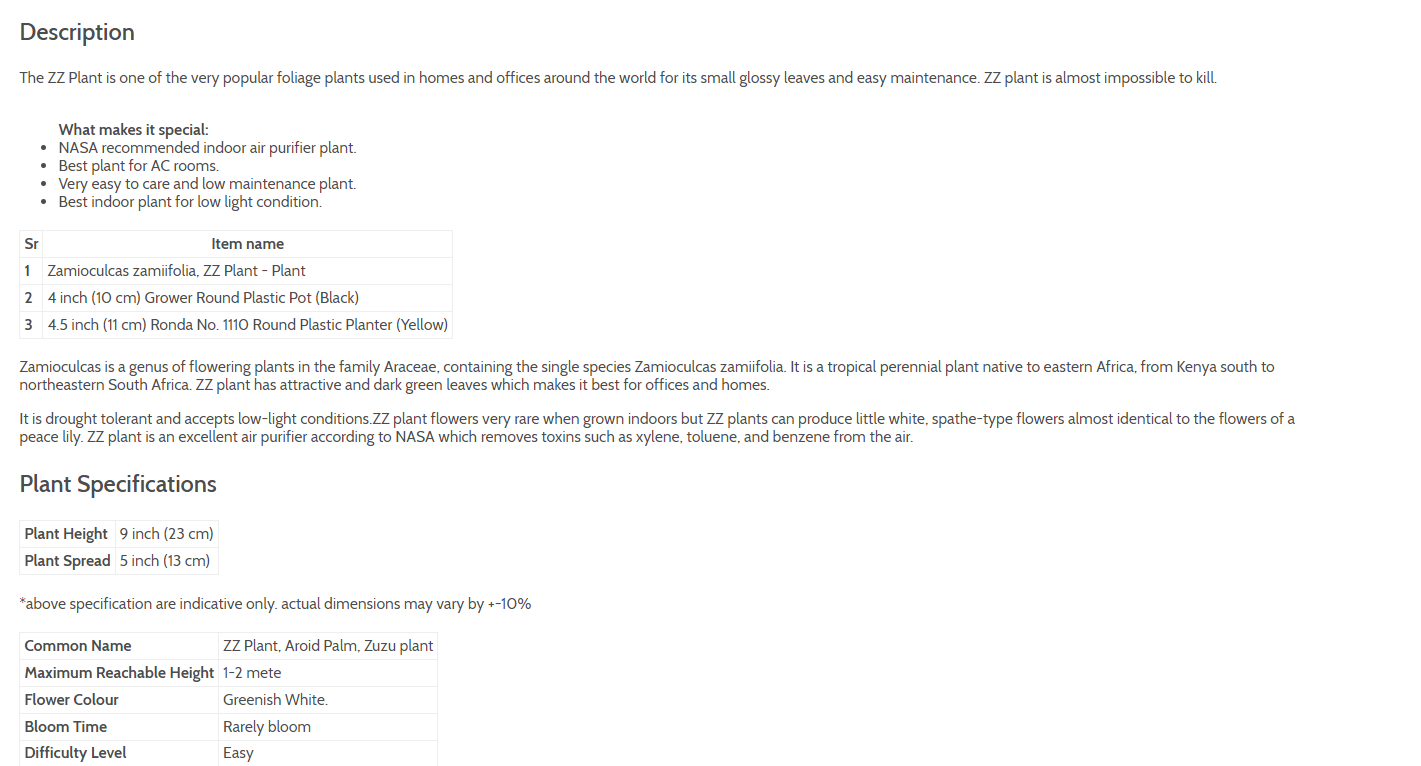 Description
The ZZ Plant is one of the very popular foliage plants used in homes and offices around the world for its small glossy leaves and easy maintenance. ZZ plant is almost impossible to kill.
What makes it special:
NASA recommended indoor air purifier plant.
Best plant for AC rooms.
Very easy to care and low maintenance plant.
Best indoor plant for low light condition.
Sr Item name
1 Zamioculcas zamiifolia, ZZ Plant - Plant
2 4 inch (10 cm) Grower Round Plastic Pot (Black)
3 4.5 inch (11 cm) Ronda No. 1110 Round Plastic Planter (Yellow)
Zamioculcas is a genus of flowering plants in the family Araceae, containing the single species Zamioculcas zamiifolia. It is a tropical perennial plant native to eastern Africa, from Kenya south to
northeastern South Africa. ZZ plant has attractive and dark green leaves which makes it best for offices and homes.
It is drought tolerant and accepts low-light conditions.ZZ plant flowers very rare when grown indoors but ZZ plants can produce little white, spathe-type flowers almost identical to the flowers of a
peace lily. ZZ plant is an excellent air purifier according to NASA which removes toxins such as xylene, toluene, and benzene from the air.
Plant Specifications
Plant Height 9 inch (23 cm)
Plant Spread 5 inch (13 cm)
*above specification are indicative only. actual dimensions may vary by +-10%
Common Name ZZ Plant, Aroid Palm, Zuzu plant
Maximum Reachable Height 1-2 mete
Flower Colour Greenish White.
Bloom Time Rarely bloom
Difficulty Level Easy